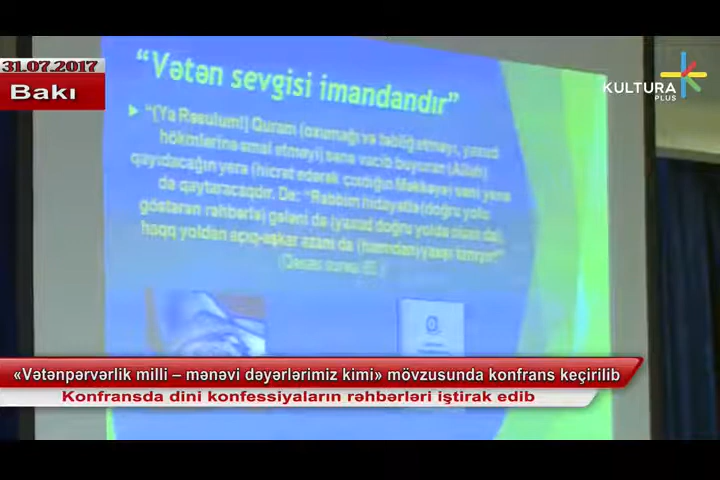 31.07.2017
Bakı
KULTURA
PLUS
“Vətən sevgisi imandandır”
“(Ya Rəsulum!) Quranı (oxumağı və təbliğ etməyi, yaxud
hökmlərinə əməl etməyi) sənə vacib buyuran (Allah)
qayıdacağın yerə (hicrət edərək çıxdığın Məkkəyə) səni yenə
də qaytaracaqdır. De: “Rəbbim hidayətlə (doğru yolu
göstərən rəhbərlə) gələni də (yaxud doğru yolda olanı da),
haqq yoldan açıq-aşkar azanı da (hamıdan) yaxşı tanıyır!”
«Vətənpərvərlik milli – mənəvi dəyərlərimiz kimi» mövzusunda konfrans keçirilib
Konfransda dini konfessiyaların rəhbərləri iştirak edib